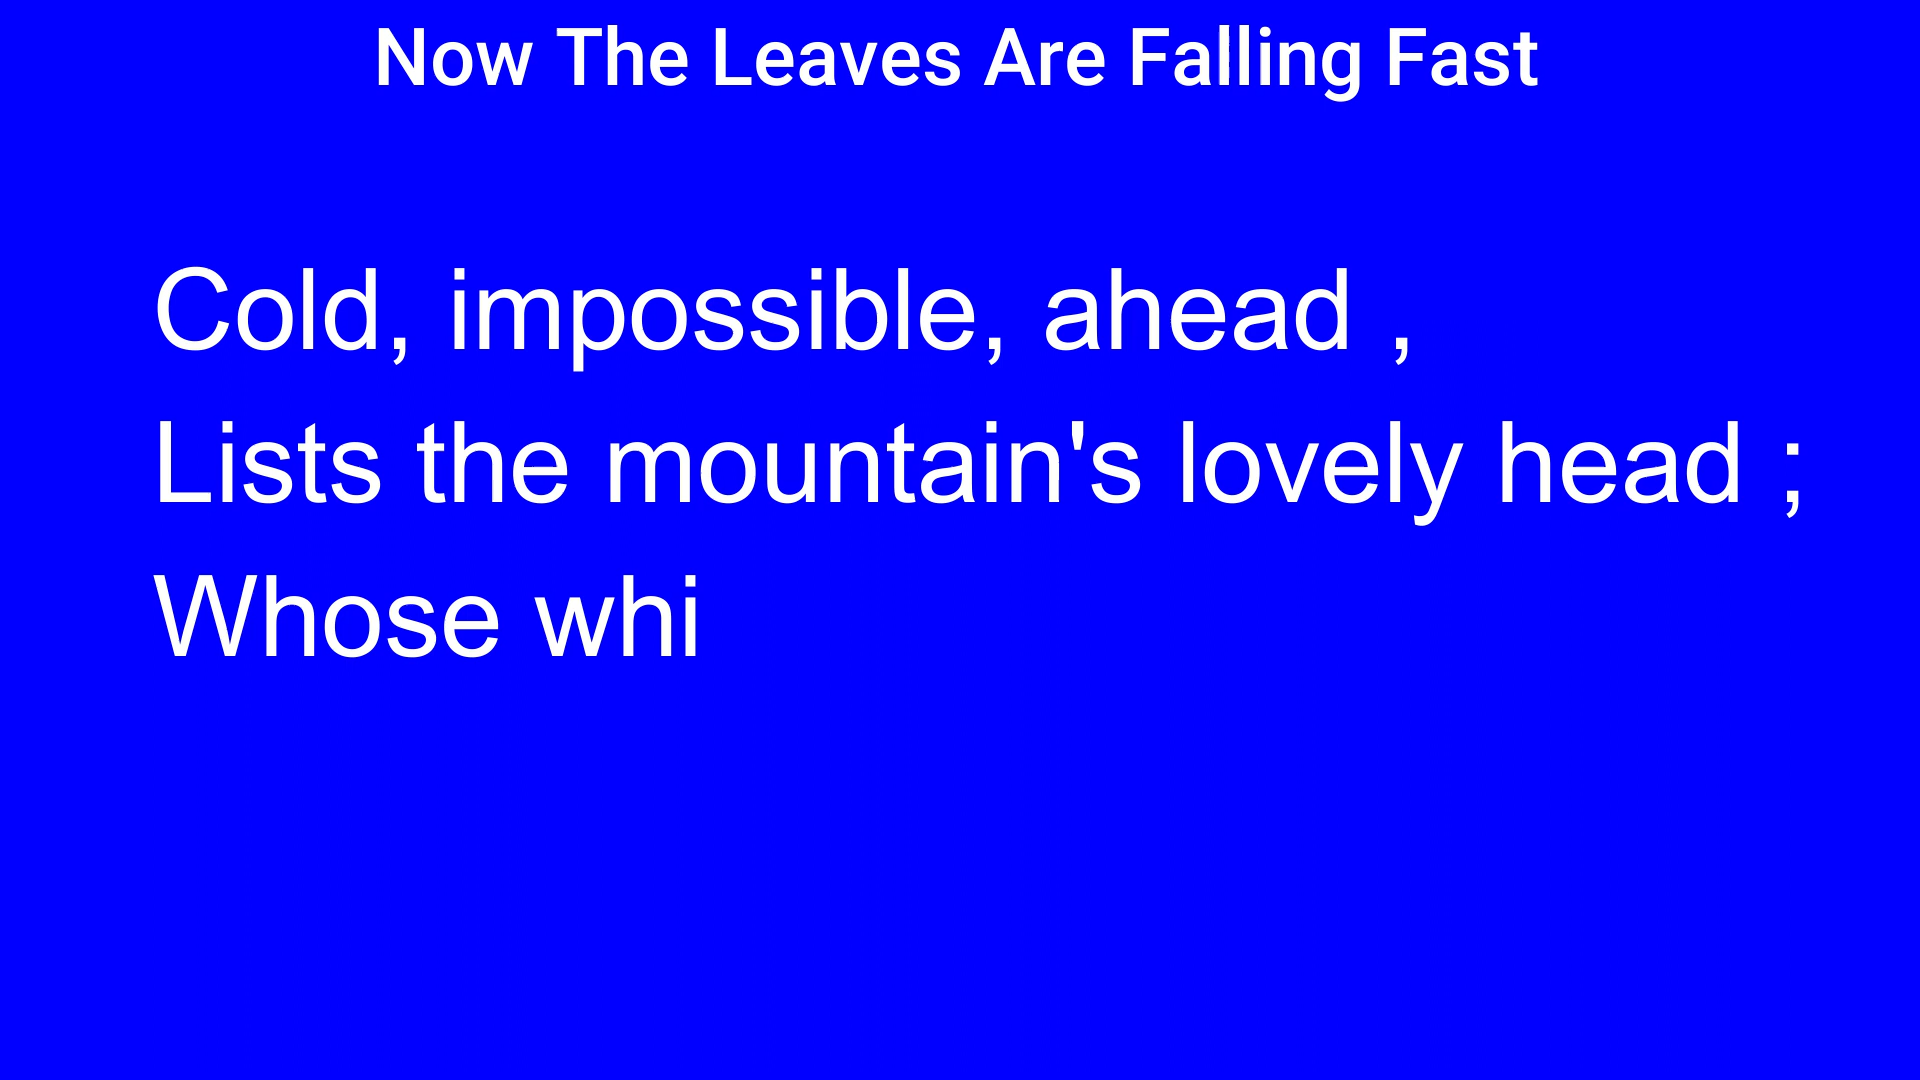 Now The Leaves Are Falling Fast
Cold, impossible, ahead ,
Lists the mountain's lovely head ;
Whose whi